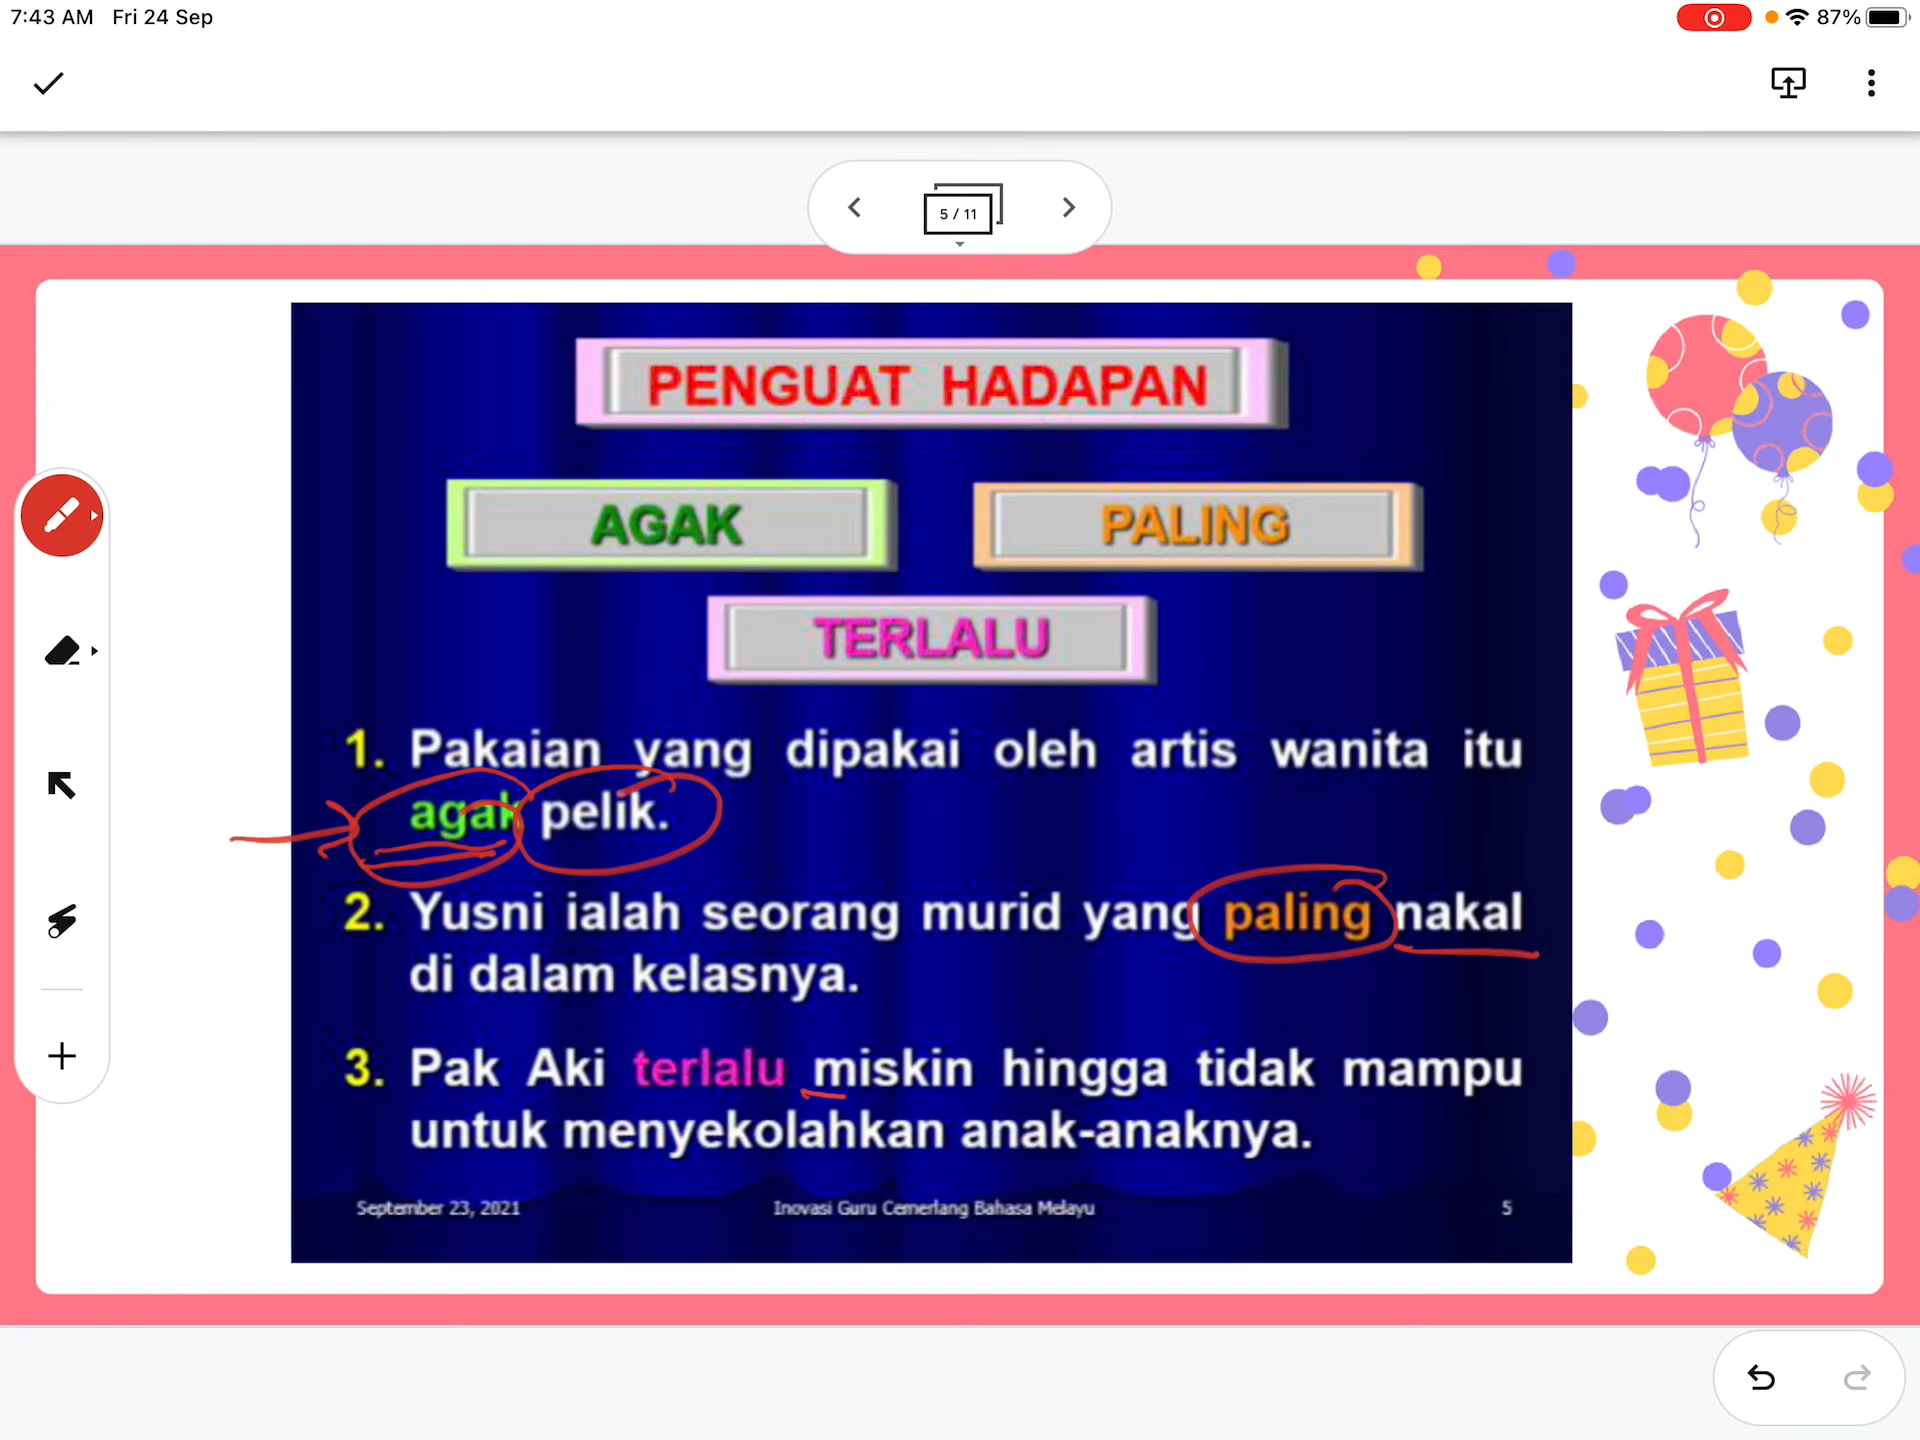 7:43 AM Fri 24 Sep
87%
5 / 11
PENGUAT HADAPAN
AGAK
PALING
TERLALU
1. Pakaian yang dipakai oleh artis wanita itu
agak pelik.
2. Yusni ialah seorang murid yang paling nakal
di dalam kelasnya.
3. Pak Aki terlalu miskin hingga tidak mampu
untuk menyekolahkan anak-anaknya.
September 23, 2021 Inovasi Guru Cemerlang Bahasa Melayu 5